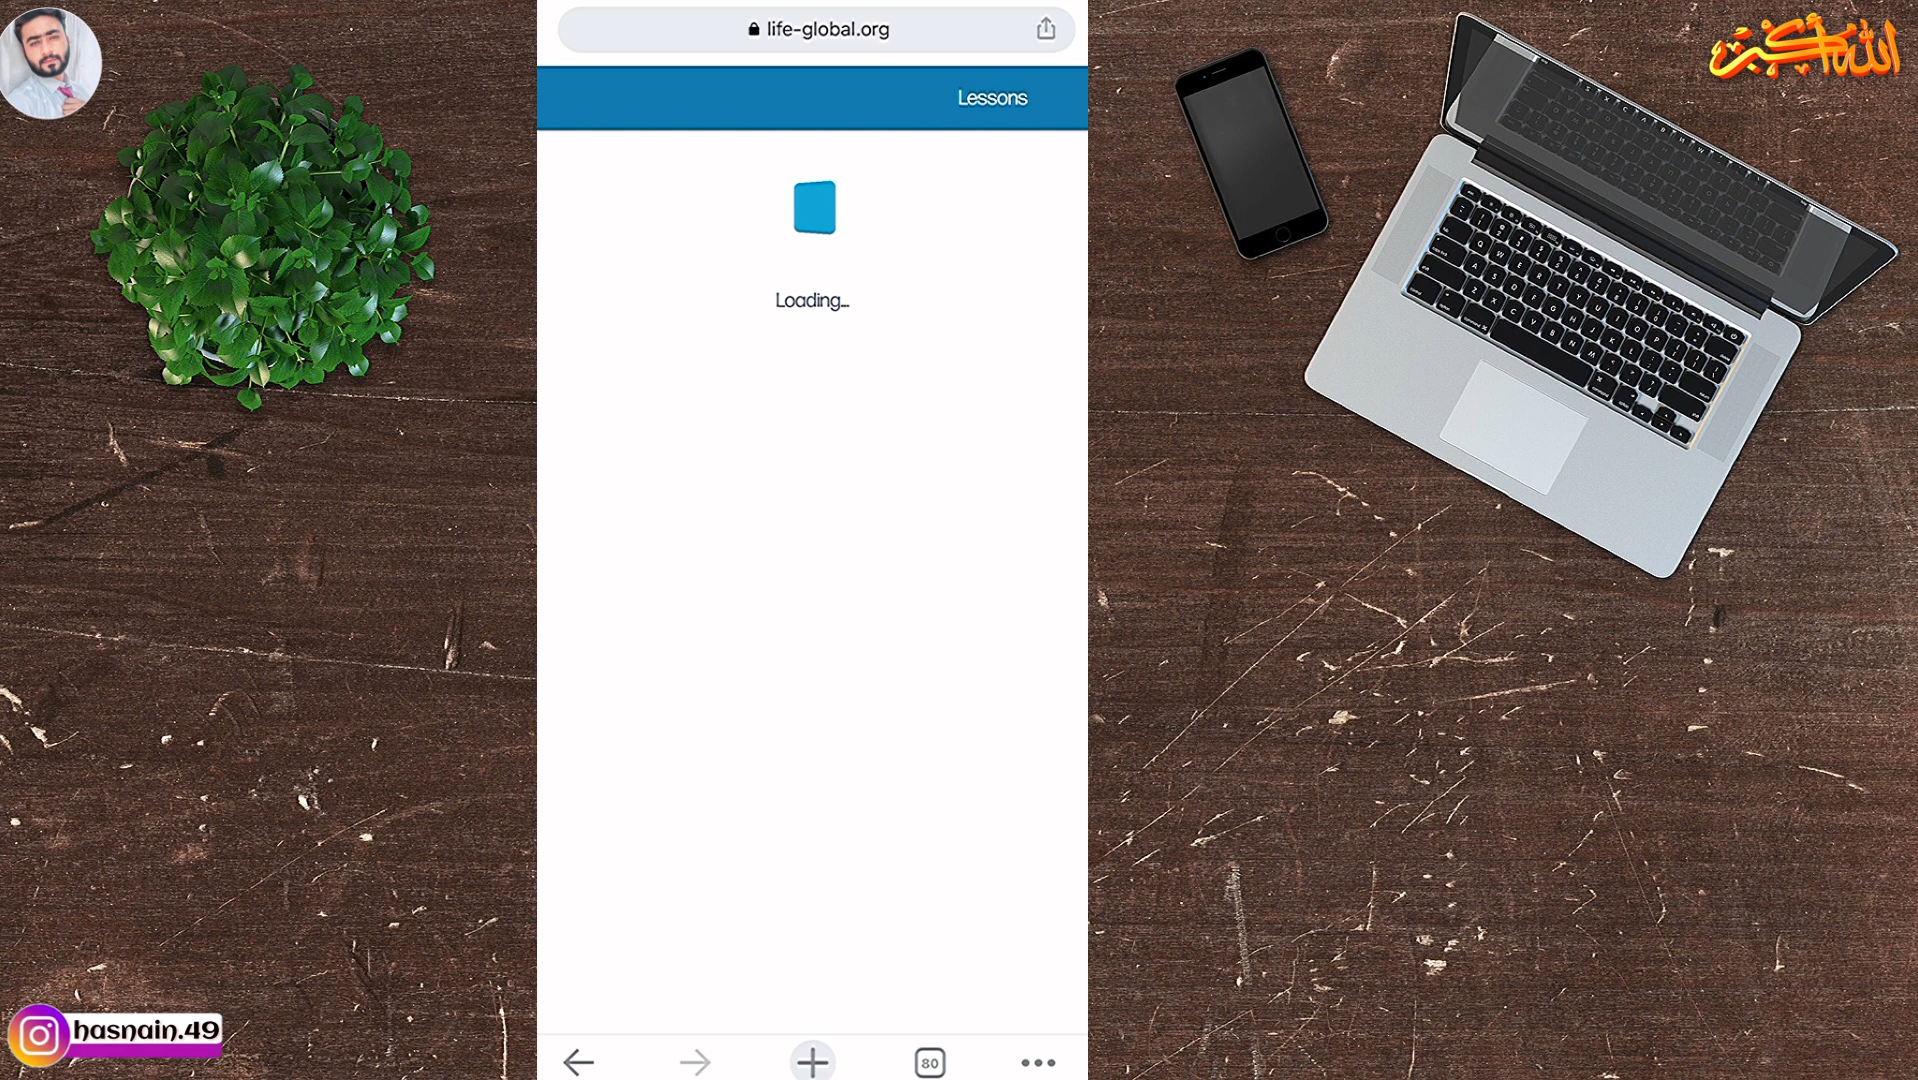 life-global.org
الله أكبر
Lessons
Loading...
hasnain.49
80